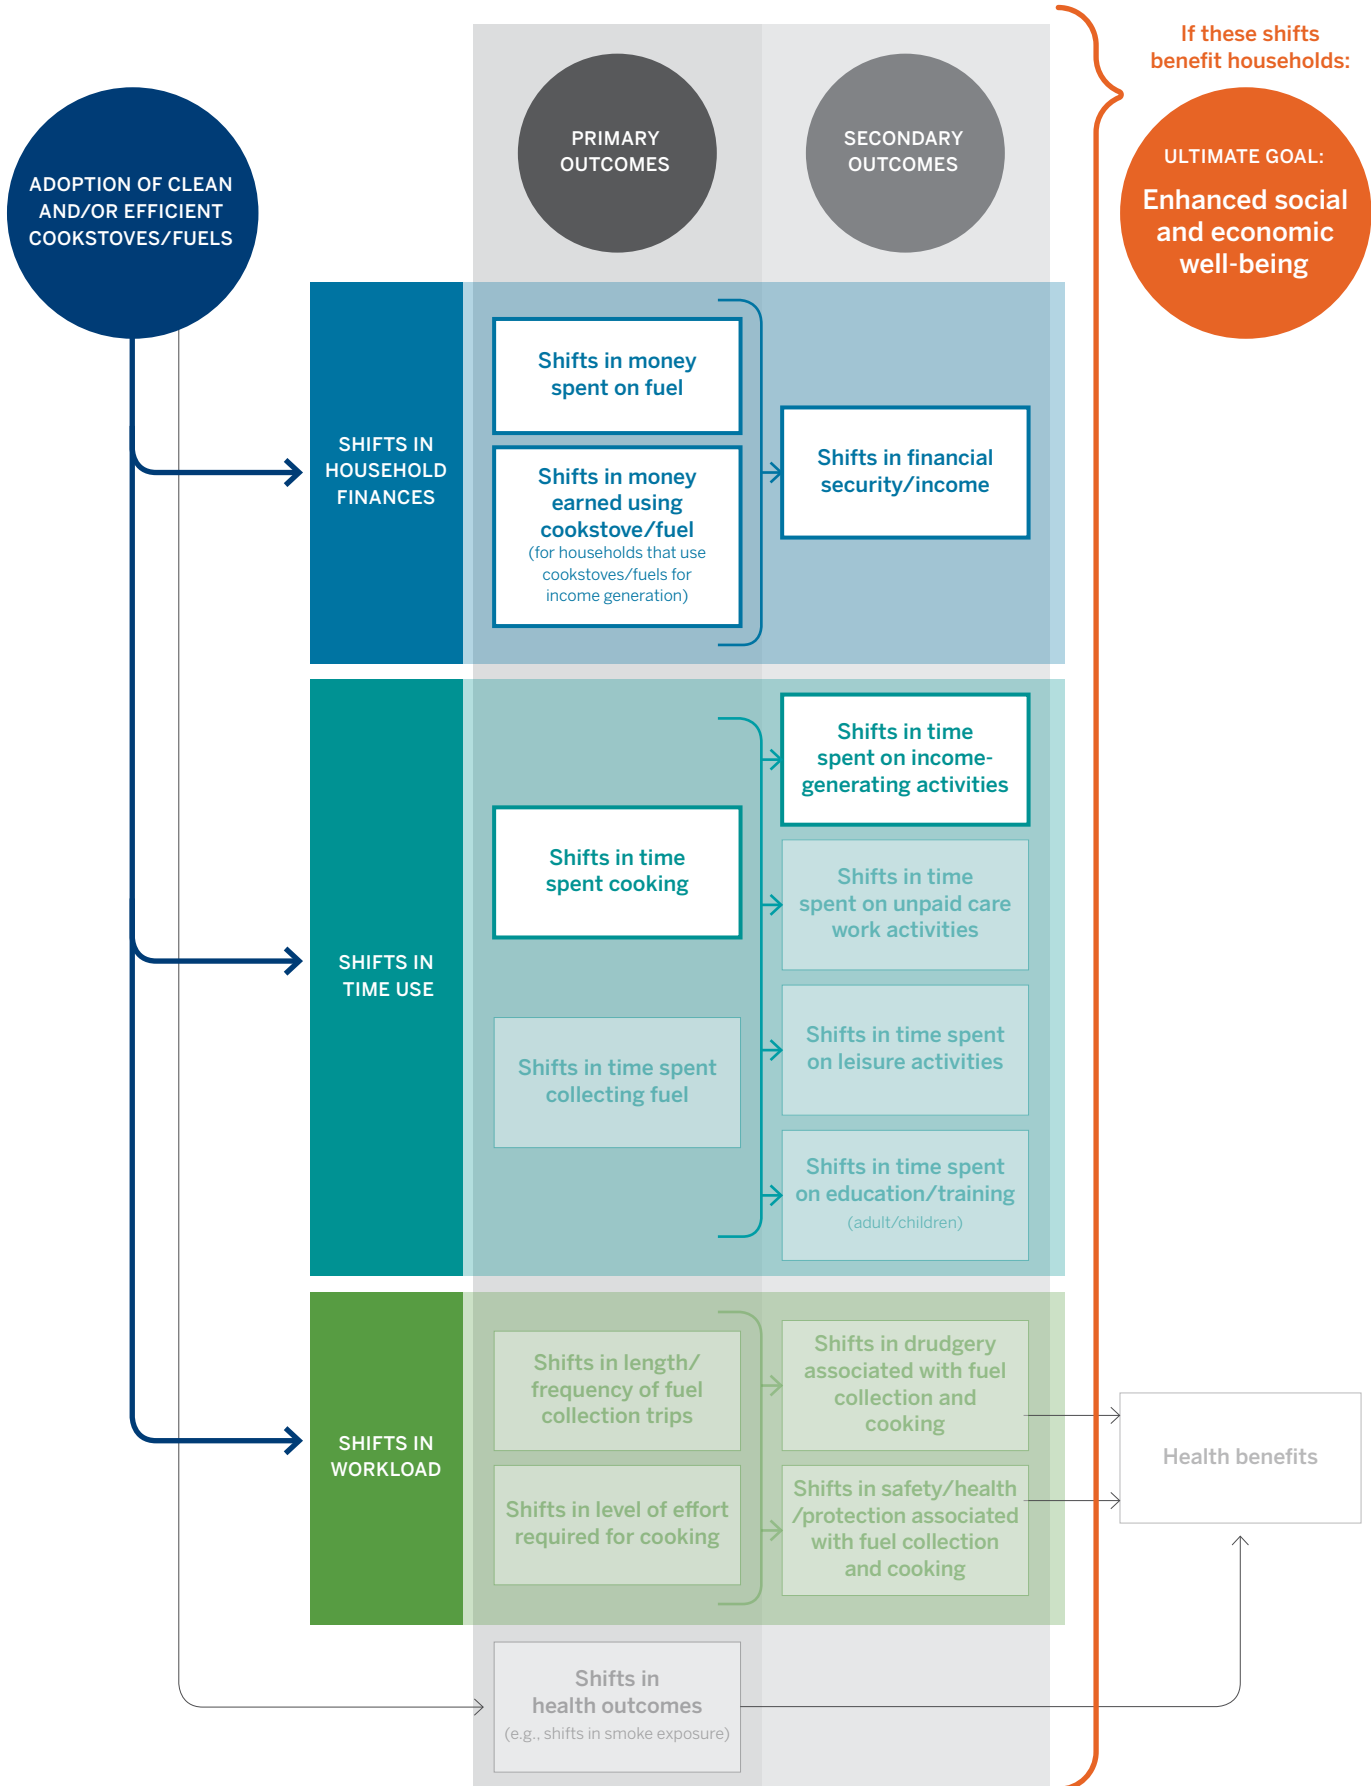 If these shifts
benefit households:
PRIMARY
OUTCOMES
SECONDARY
OUTCOMES
ULTIMATE GOAL:
Enhanced social
and economic
well-being
ADOPTION OF CLEAN
AND/OR EFFICIENT
COOKSTOVES/FUELS
SHIFTS IN
HOUSEHOLD
FINANCES
Shifts in money
spent on fuel
Shifts in money
earned using
cookstove/fuel
(for households that use
cookstoves/fuels for
income generation)
Shifts in financial
security/income
SHIFTS IN
TIME USE
Shifts in time
spent cooking
Shifts in time spent
collecting fuel
Shifts in time
spent on income-
generating activities
Shifts in time
spent on unpaid care
work activities
Shifts in time spent
on leisure activities
Shifts in time spent
on education/training
(adult/children)
SHIFTS IN
WORKLOAD
Shifts in length/
frequency of fuel
collection trips
Shifts in level of effort
required for cooking
Shifts in drudgery
associated with fuel
collection and
cooking
Shifts in safety/health
/protection associated
with fuel collection
and cooking
Health benefits
Shifts in
health outcomes
(e.g., shifts in smoke exposure)